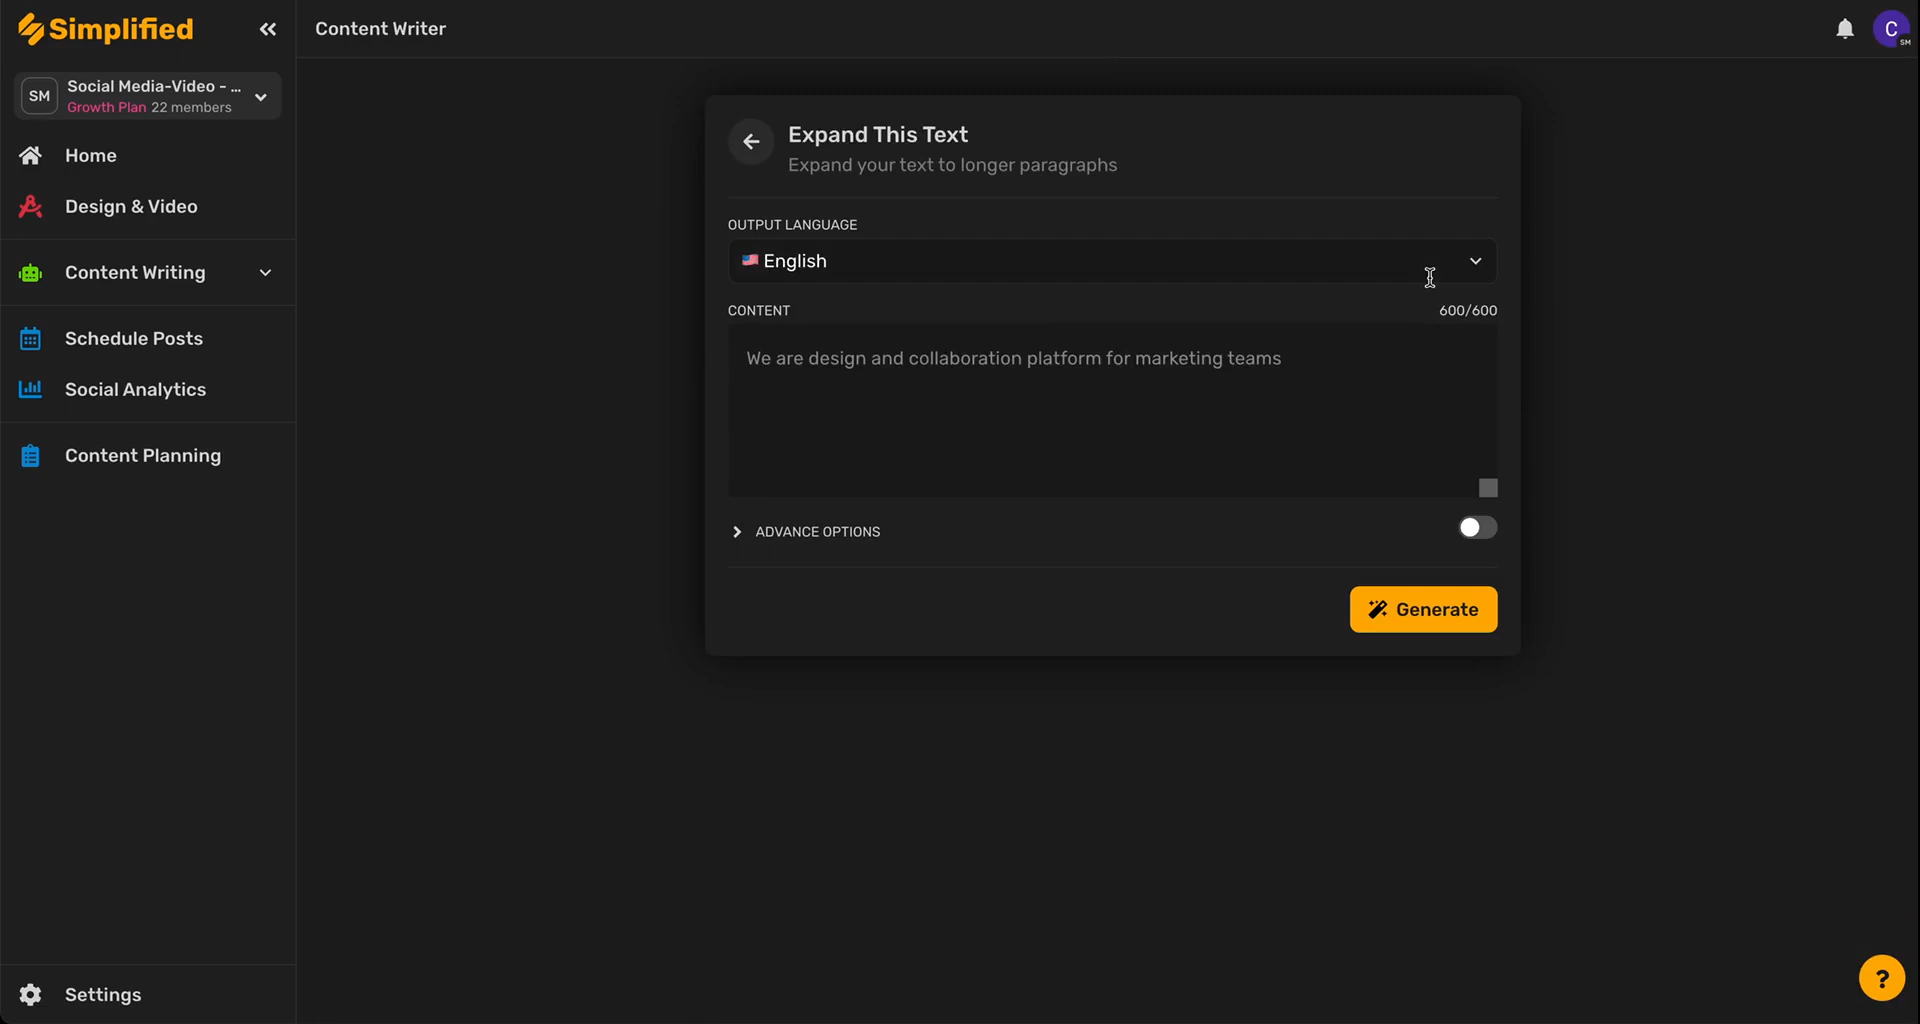 Simplified
Content Writer
C
SM
SM
Social Media-Video - ...
Growth Plan 22 members
Home
Design & Video
Content Writing
Schedule Posts
Social Analytics
Content Planning
Settings
Expand This Text
Expand your text to longer paragraphs
OUTPUT LANGUAGE
English
CONTENT
600/600
We are design and collaboration platform for marketing teams
ADVANCE OPTIONS
Generate
?